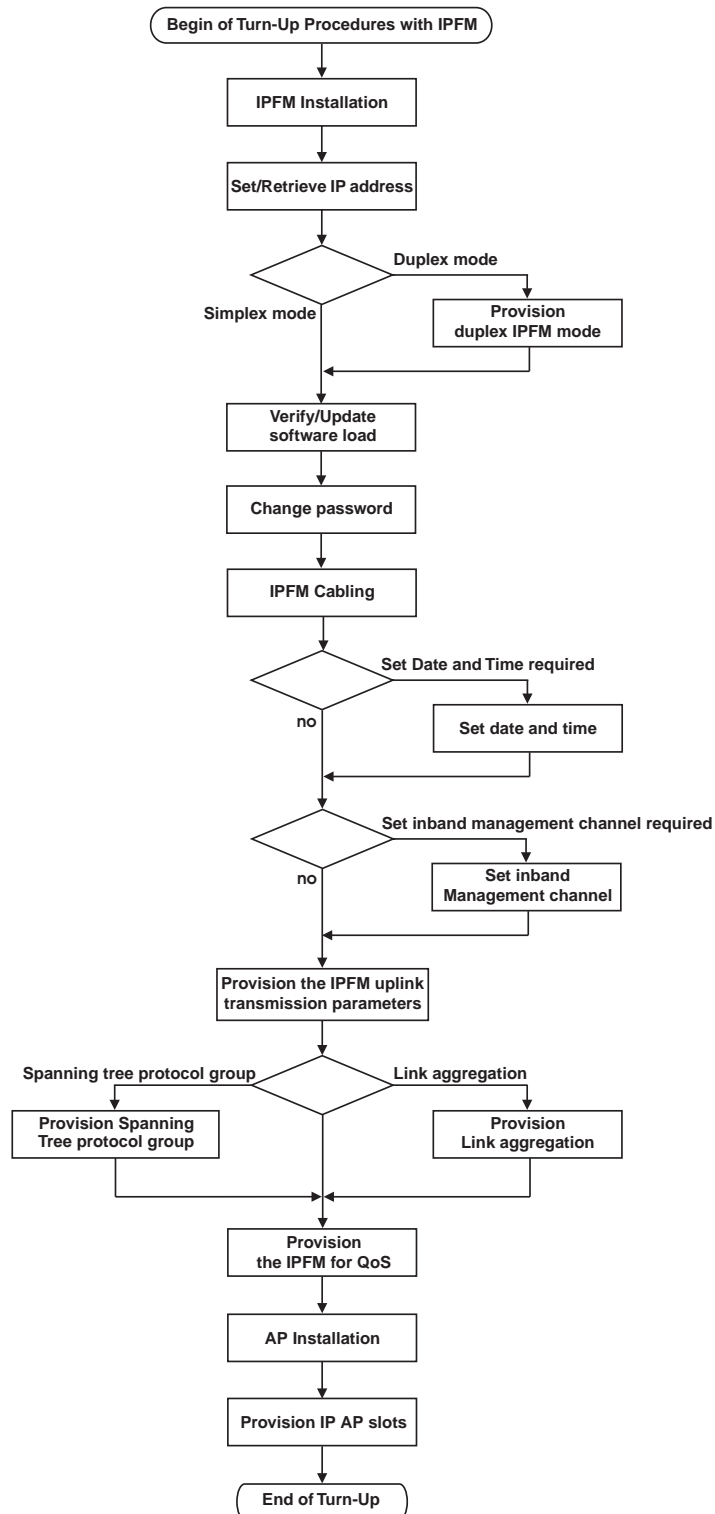 Begin of Turn-Up Procedures with IPFM
IPFM Installation
Set/Retrieve IP address
Duplex mode
Simplex mode
Provision
duplex IPFM mode
Verify/Update
software load
Change password
IPFM Cabling
Set Date and Time required
no
Set date and time
Set inband management channel required
no
Set inband
Management channel
Provision the IPFM uplink
transmission parameters
Spanning tree protocol group
Link aggregation
Provision Spanning
Tree protocol group
Provision
Link aggregation
Provision
the IPFM for QoS
AP Installation
Provision IP AP slots
End of Turn-Up